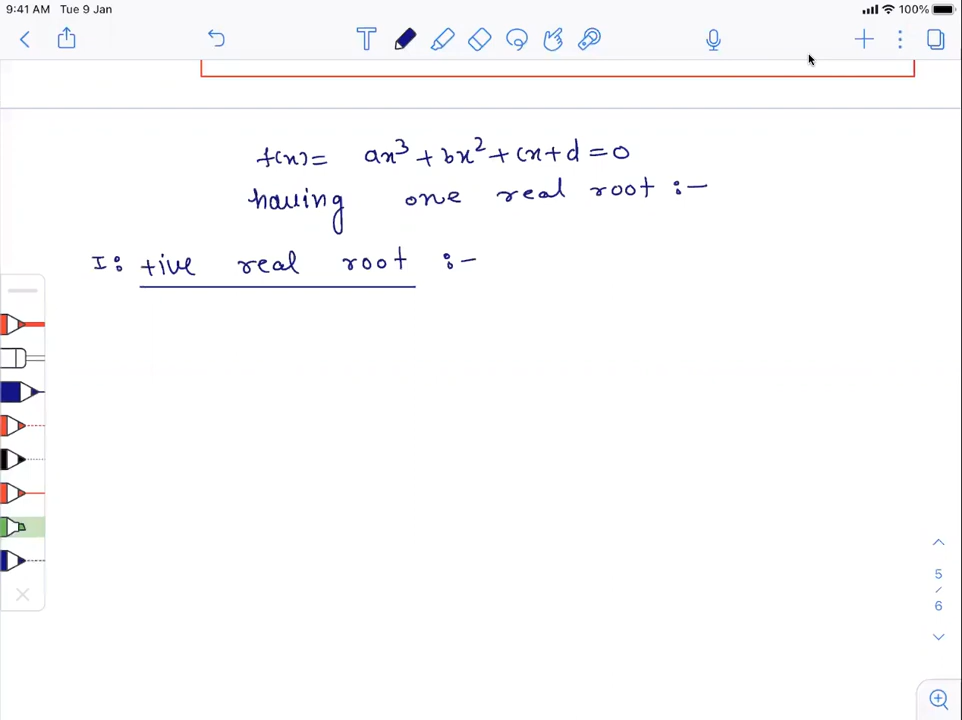 9:41 AM Tue 9 Jan 100%
T
f(x) = ax³ + bx² + cx + d = 0
having one real root :-
I: +ive real root :-
5
/
6